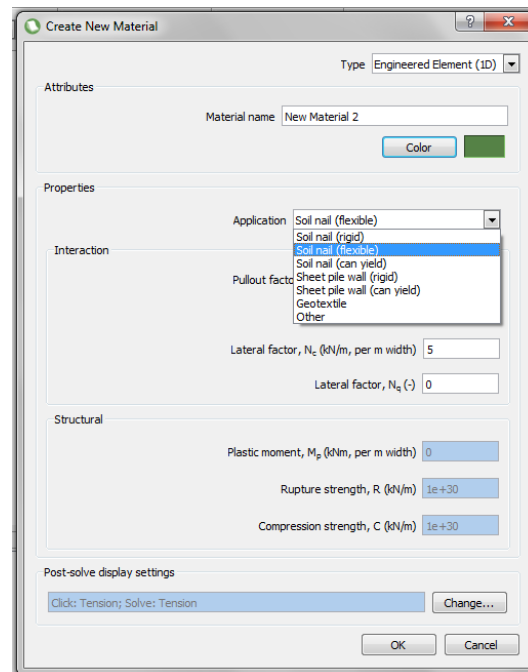 Create New Material
Type Engineered Element (1D)
Attributes
Material name New Material 2
Color
Properties
Application Soil nail (flexible)
Soil nail (rigid)
Soil nail (flexible)
Soil nail (can yield)
Sheet pile wall (rigid)
Sheet pile wall (can yield)
Geotextile
Other
Interaction
Pullout facto
Lateral factor, Nc (kN/m, per m width) 5
Lateral factor, Nq (-) 0
Structural
Plastic moment, Mp (kNm, per m width) 0
Rupture strength, R (kN/m) 1e+30
Compression strength, C (kN/m) 1e+30
Post-solve display settings
Click: Tension; Solve: Tension
Change...
OK Cancel